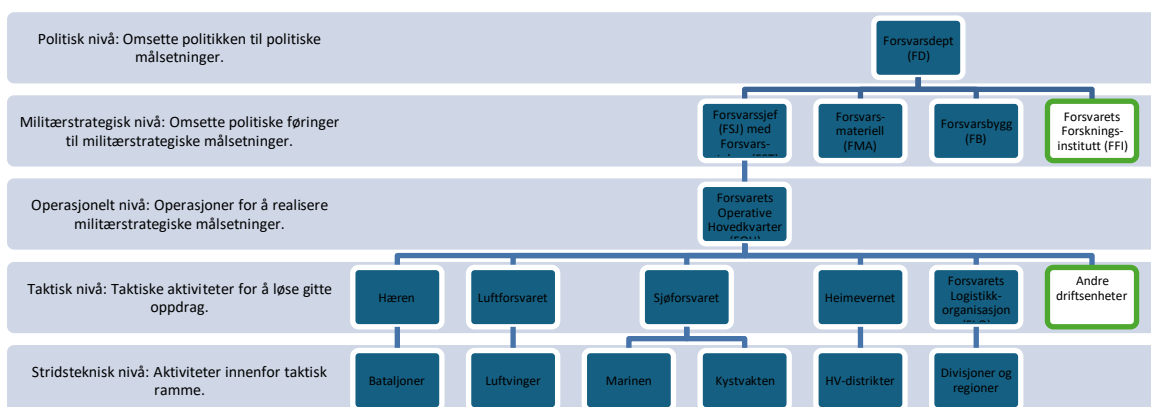 Politisk nivå: Omsette politikken til politiske
målsetninger.
Forsvarsdept
(FD)
Militærstrategisk nivå: Omsette politiske føringer
til militærstrategiske målsetninger.
Forsvarssjef
(FSJ) med
Forsvars-
Forsvars-
materiell
(FMA)
Forsvarsbygg
(FB)
Forsvarets
Forsknings-
institutt (FFI)
Operasjonelt nivå: Operasjoner for å realisere
militærstrategiske målsetninger.
Forsvarets
Operative
Hovedkvarter
Taktisk nivå: Taktiske aktiviteter for å løse gitte
oppdrag.
Hæren
Luftforsvaret
Sjøforsvaret
Heimevernet
Forsvarets
Logistikk-
organisasjon
Andre
driftsenheter
Stridsteknisk nivå: Aktiviteter innenfor taktisk
ramme.
Bataljoner
Luftvinger
Marinen
Kystvakten
HV-distrikter
Divisjoner og
regioner